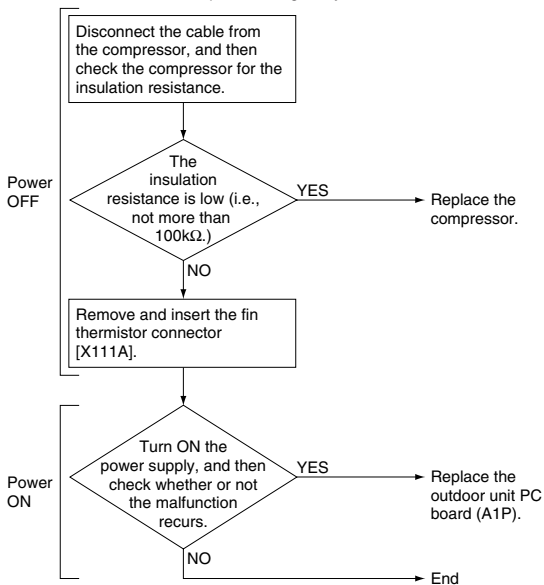 Disconnect the cable from
the compressor, and then
check the compressor for the
insulation resistance.
Power
OFF
The
insulation
resistance is low (i.e.,
not more than
100kΩ.)
YES
Replace the
compressor.
NO
Remove and insert the fin
thermistor connector
[X111A].
Power
ON
Turn ON the
power supply, and then
check whether or not
the malfunction
recurs.
YES
Replace the
outdoor unit PC
board (A1P).
NO
End